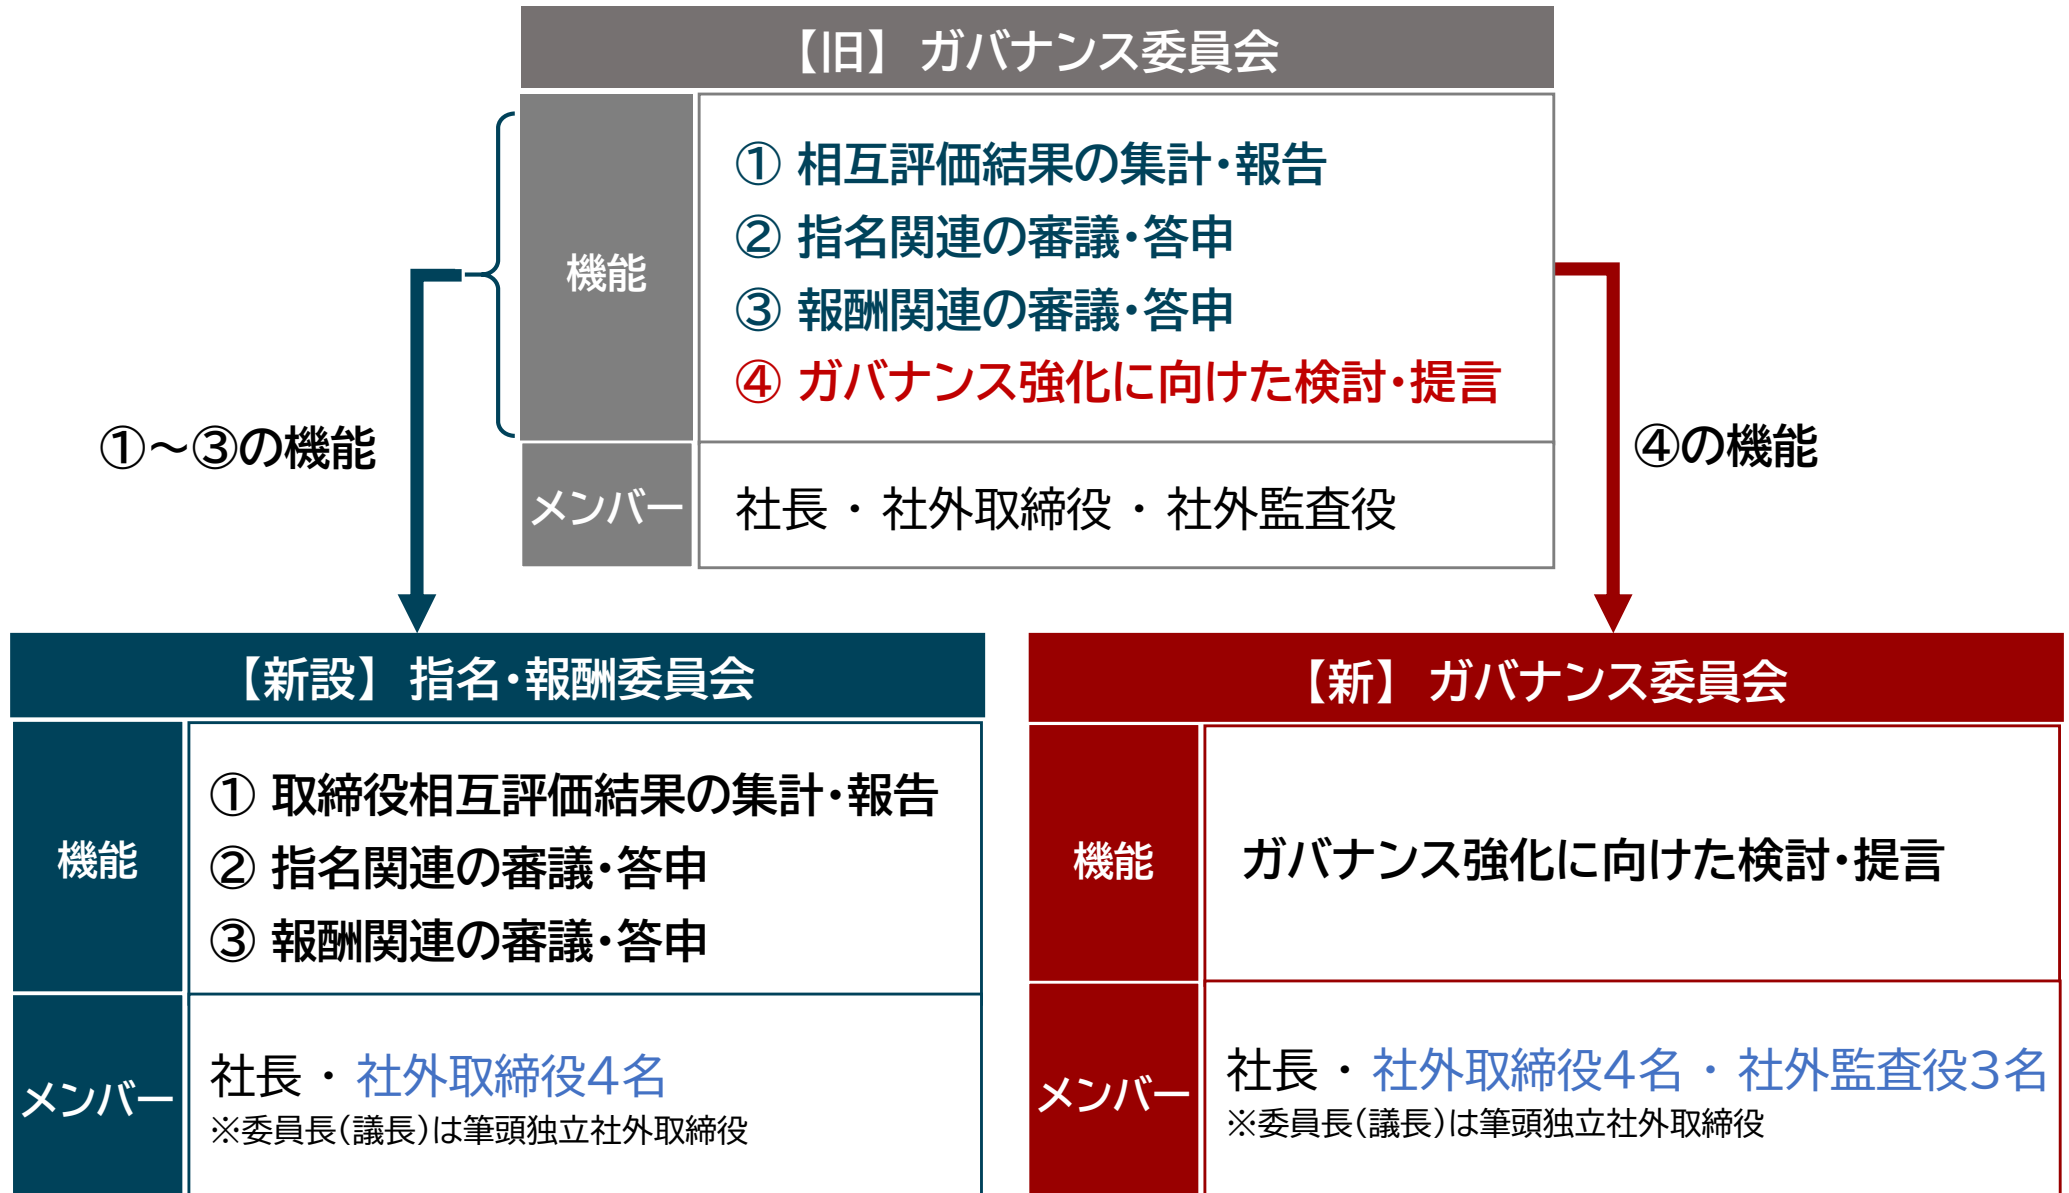 【旧】 ガバナンス委員会
機能
① 相互評価結果の集計・報告
② 指名関連の審議・答申
③ 報酬関連の審議・答申
④ ガバナンス強化に向けた検討・提言
メンバー
社長 ・ 社外取締役 ・ 社外監査役
①～③の機能
④の機能
【新設】 指名・報酬委員会
機能
① 取締役相互評価結果の集計・報告
② 指名関連の審議・答申
③ 報酬関連の審議・答申
メンバー
社長 ・ 社外取締役4名
※委員長(議長)は筆頭独立社外取締役
【新】 ガバナンス委員会
機能
ガバナンス強化に向けた検討・提言
メンバー
社長 ・ 社外取締役4名 ・ 社外監査役3名
※委員長(議長)は筆頭独立社外取締役